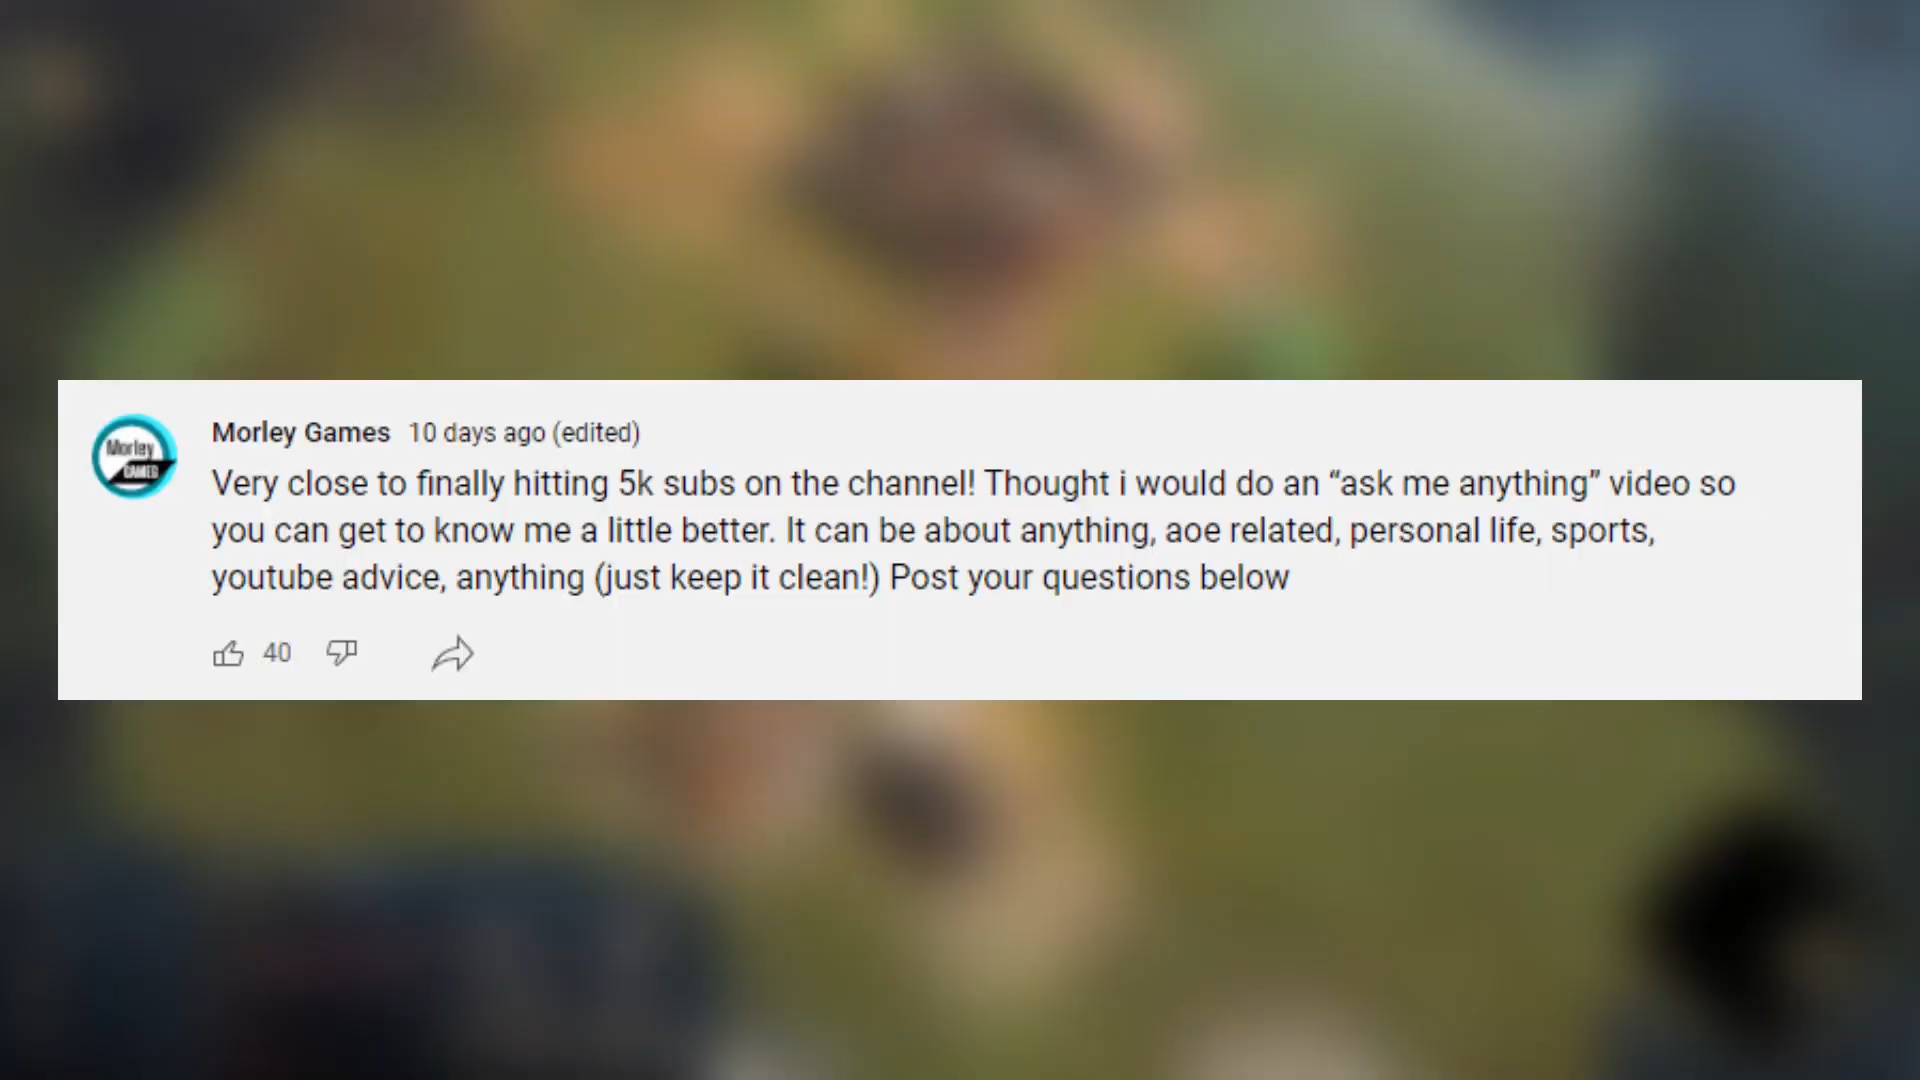 Morley
GAMES
Morley Games 10 days ago (edited)
Very close to finally hitting 5k subs on the channel! Thought i would do an “ask me anything” video so
you can get to know me a little better. It can be about anything, aoe related, personal life, sports,
youtube advice, anything (just keep it clean!) Post your questions below
40